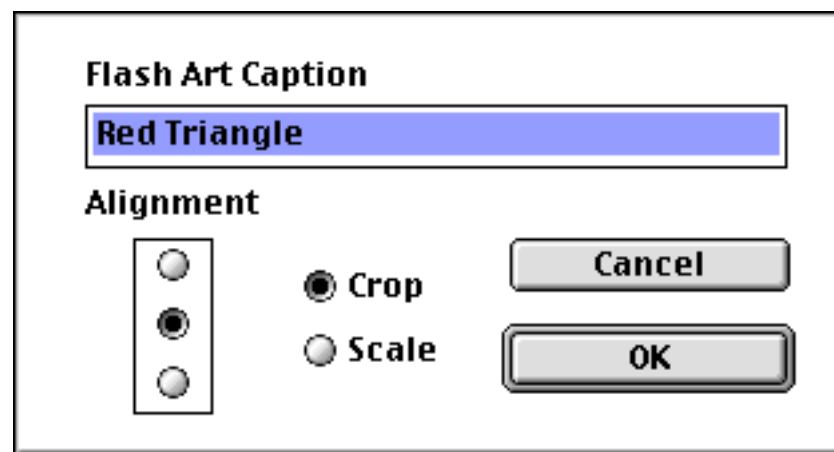 Flash Art Caption
Red Triangle
Alignment
Crop
Scale
Cancel
OK